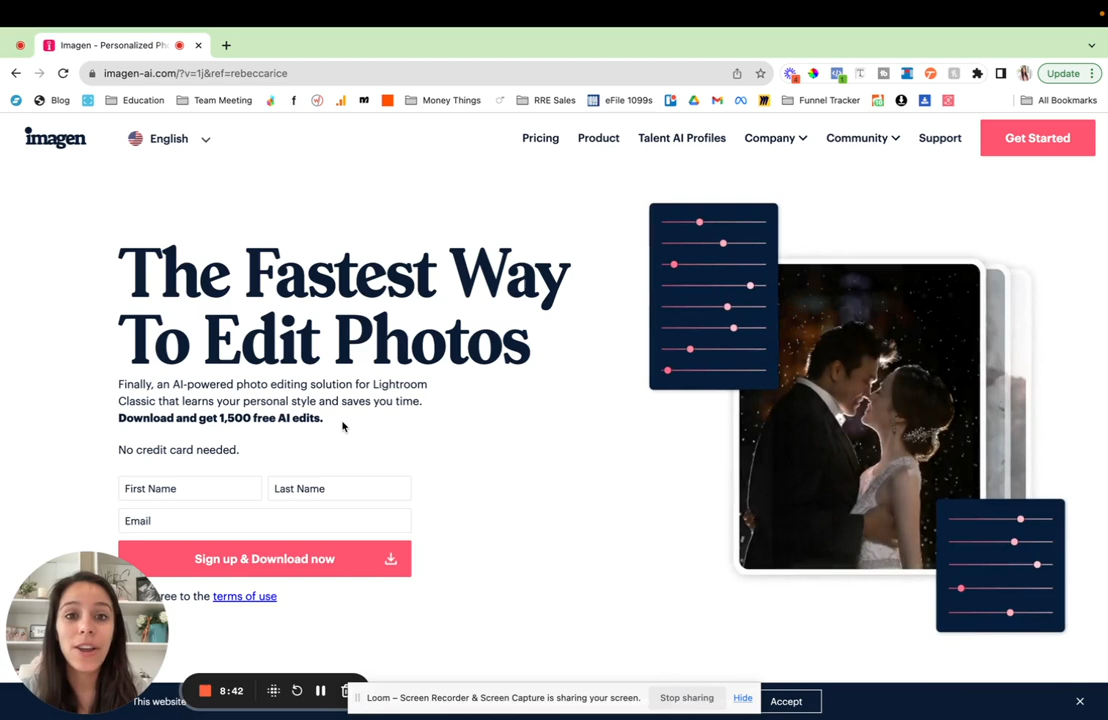 Imagen - Personalized Pho
imagen-ai.com/?v=1j&ref=rebeccarice
Update
Blog
Education
Team Meeting
Money Things
RRE Sales
eFile 1099s
Funnel Tracker
All Bookmarks
imagen
English
Pricing
Product
Talent AI Profiles
Company
Community
Support
Get Started
The Fastest Way
To Edit Photos
Finally, an AI-powered photo editing solution for Lightroom
Classic that learns your personal style and saves you time.
Download and get 1,500 free AI edits.
No credit card needed.
First Name
Last Name
Email
Sign up & Download now
ree to the terms of use
8:42
This website
Loom – Screen Recorder & Screen Capture is sharing your screen.
Stop sharing
Hide
Accept